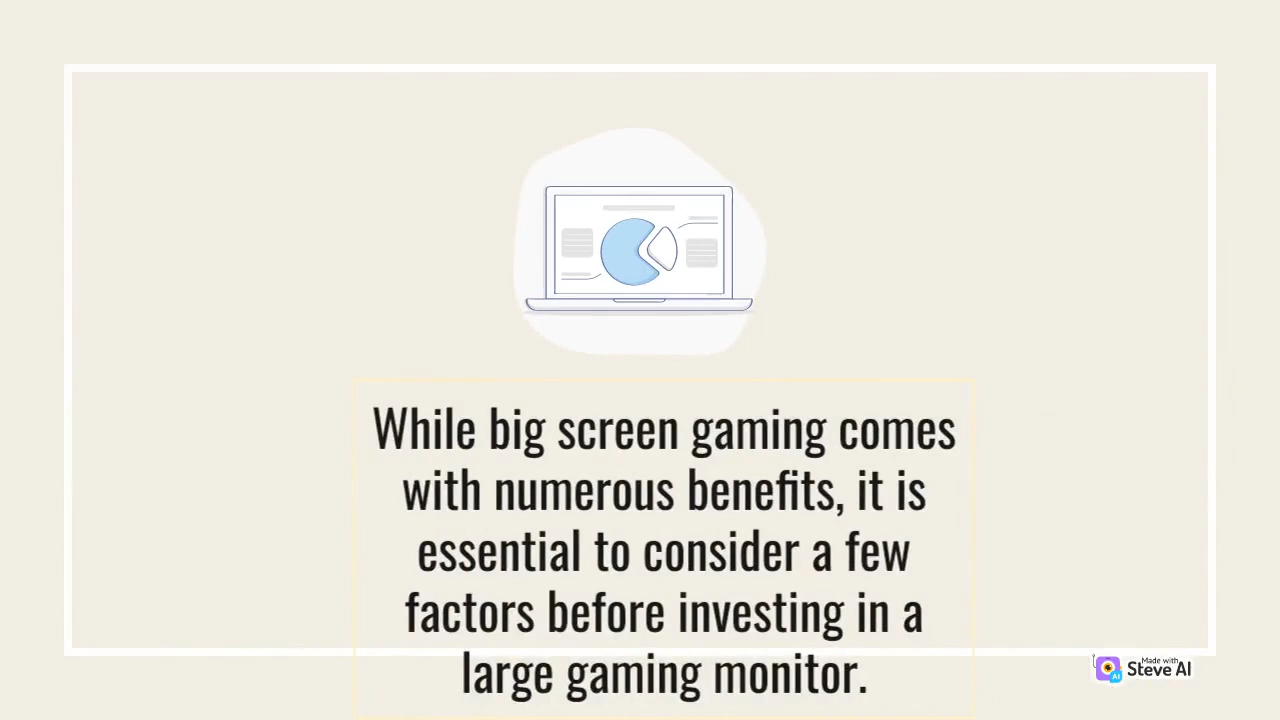 While big screen gaming comes
with numerous benefits, it is
essential to consider a few
factors before investing in a
large gaming monitor.
Made with
Steve AI
AI